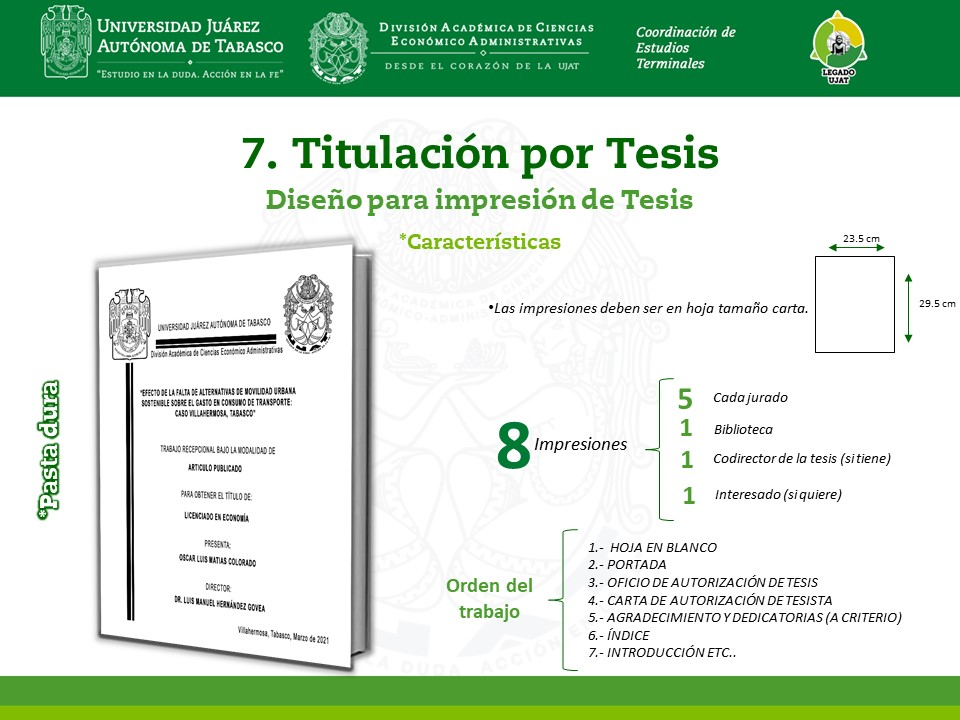 UNIVERSIDAD JUÁREZ
AUTÓNOMA DE TABASCO
“ESTUDIO EN LA DUDA. ACCIÓN EN LA FE”
DIVISIÓN ACADÉMICA DE CIENCIAS
ECONÓMICO ADMINISTRATIVAS
DESDE EL CORAZÓN DE LA UJAT
Coordinación de
Estudios
Terminales
LEGADO
UJAT
7. Titulación por Tesis
Diseño para impresión de Tesis
*Características
23.5 cm
•Las impresiones deben ser en hoja tamaño carta.
29.5 cm
*Pasta dura
UNIVERSIDAD JUÁREZ AUTÓNOMA DE TABASCO
División Académica de Ciencias Económico Administrativas
"EFECTO DE LA FALTA DE ALTERNATIVAS DE MOVILIDAD URBANA
SOSTENIBLE SOBRE EL GASTO EN CONSUMO DE TRANSPORTE:
CASO VILLAHERMOSA, TABASCO"
TRABAJO RECEPCIONAL BAJO LA MODALIDAD DE
ARTICULO PUBLICADO
PARA OBTENER EL TÍTULO DE:
LICENCIADO EN ECONOMÍA
PRESENTA:
OSCAR LUIS MATIAS COLORADO
DIRECTOR:
DR. LUIS MANUEL HERNÁNDEZ GOVEA
Villahermosa, Tabasco, Marzo de 2021
8 Impresiones
5 Cada jurado
1 Biblioteca
1 Codirector de la tesis (si tiene)
1 Interesado (si quiere)
Orden del
trabajo
1.- HOJA EN BLANCO
2.- PORTADA
3.- OFICIO DE AUTORIZACIÓN DE TESIS
4.- CARTA DE AUTORIZACIÓN DE TESISTA
5.- AGRADECIMIENTO Y DEDICATORIAS (A CRITERIO)
6.- ÍNDICE
7.- INTRODUCCIÓN ETC..